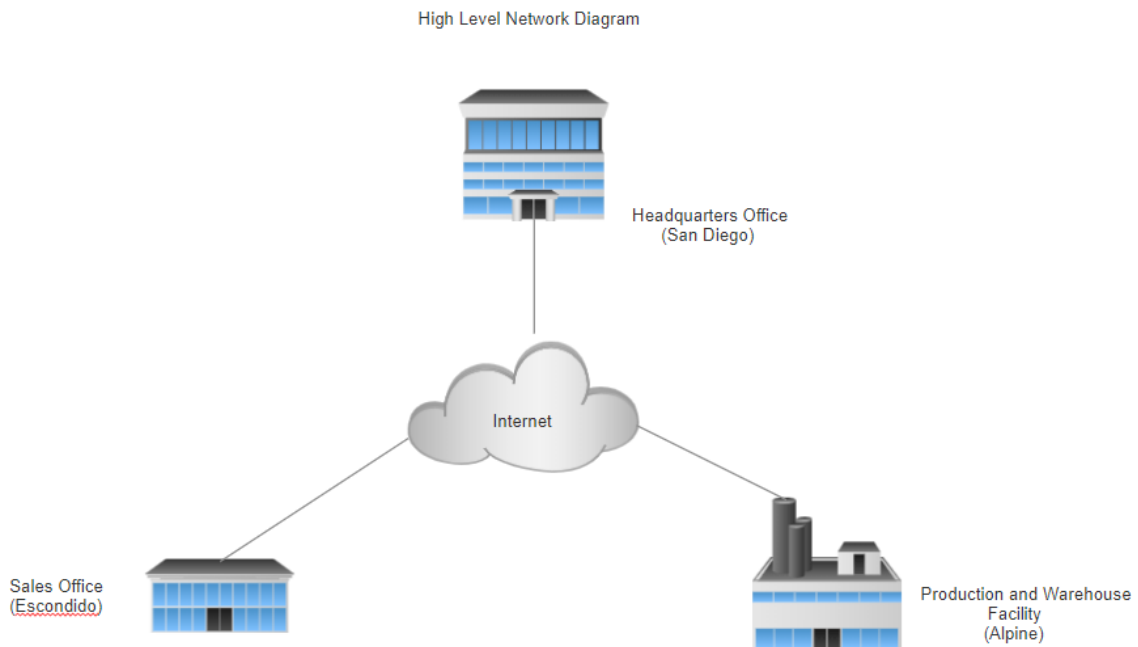 High Level Network Diagram
Headquarters Office
(San Diego)
Internet
Sales Office
(Escondido)
Production and Warehouse
Facility
(Alpine)